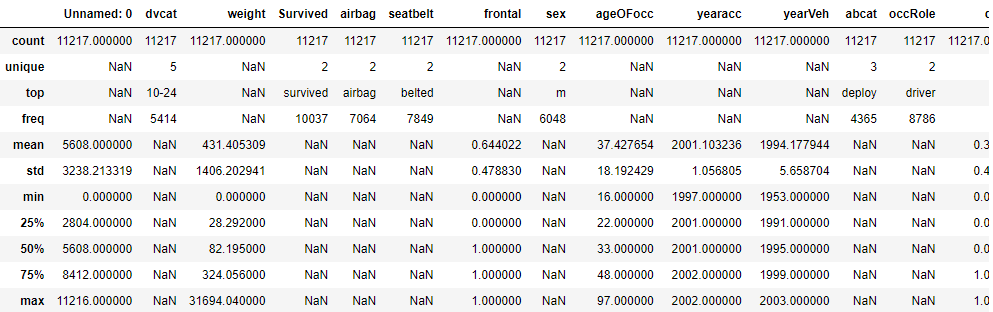 Unnamed: 0 dvcat weight Survived airbag seatbelt frontal sex ageOFocc yearacc yearVeh abcat occRole
count 11217.000000 11217 11217.000000 11217 11217 11217 11217.000000 11217 11217.000000 11217.000000 11217.000000 11217 11217 11217.0
unique NaN 5 NaN 2 2 2 NaN 2 NaN NaN NaN 3 2
top NaN 10-24 NaN survived airbag belted NaN m NaN NaN NaN deploy driver
freq NaN 5414 NaN 10037 7064 7849 NaN 6048 NaN NaN NaN 4365 8786
mean 5608.000000 NaN 431.405309 NaN NaN NaN 0.644022 NaN 37.427654 2001.103236 1994.177944 NaN NaN 0.3
std 3238.213319 NaN 1406.202941 NaN NaN NaN 0.478830 NaN 18.192429 1.056805 5.658704 NaN NaN 0.4
min 0.000000 NaN 0.000000 NaN NaN NaN 0.000000 NaN 16.000000 1997.000000 1953.000000 NaN NaN 0.0
25% 2804.000000 NaN 28.292000 NaN NaN NaN 0.000000 NaN 22.000000 2001.000000 1991.000000 NaN NaN 0.0
50% 5608.000000 NaN 82.195000 NaN NaN NaN 1.000000 NaN 33.000000 2001.000000 1995.000000 NaN NaN 0.0
75% 8412.000000 NaN 324.056000 NaN NaN NaN 1.000000 NaN 48.000000 2002.000000 1999.000000 NaN NaN 1.0
max 11216.000000 NaN 31694.040000 NaN NaN NaN 1.000000 NaN 97.000000 2002.000000 2003.000000 NaN NaN 1.0